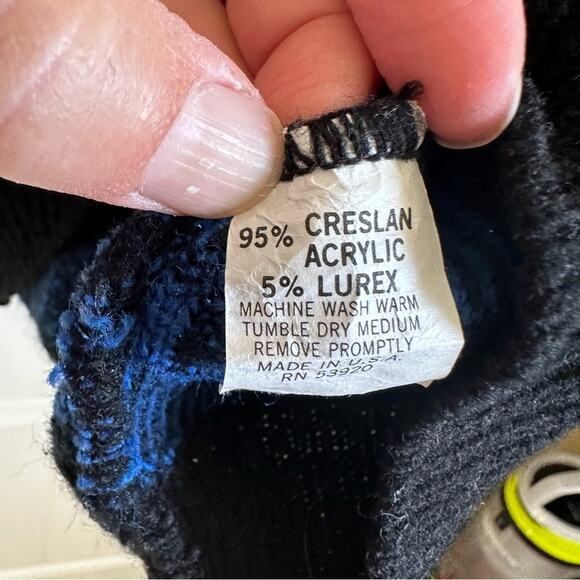 95% CRESLAN
ACRYLIC
5% LUREX
MACHINE WASH WARM
TUMBLE DRY MEDIUM
REMOVE PROMPTLY
MADE IN U.S.A.
RN 53920